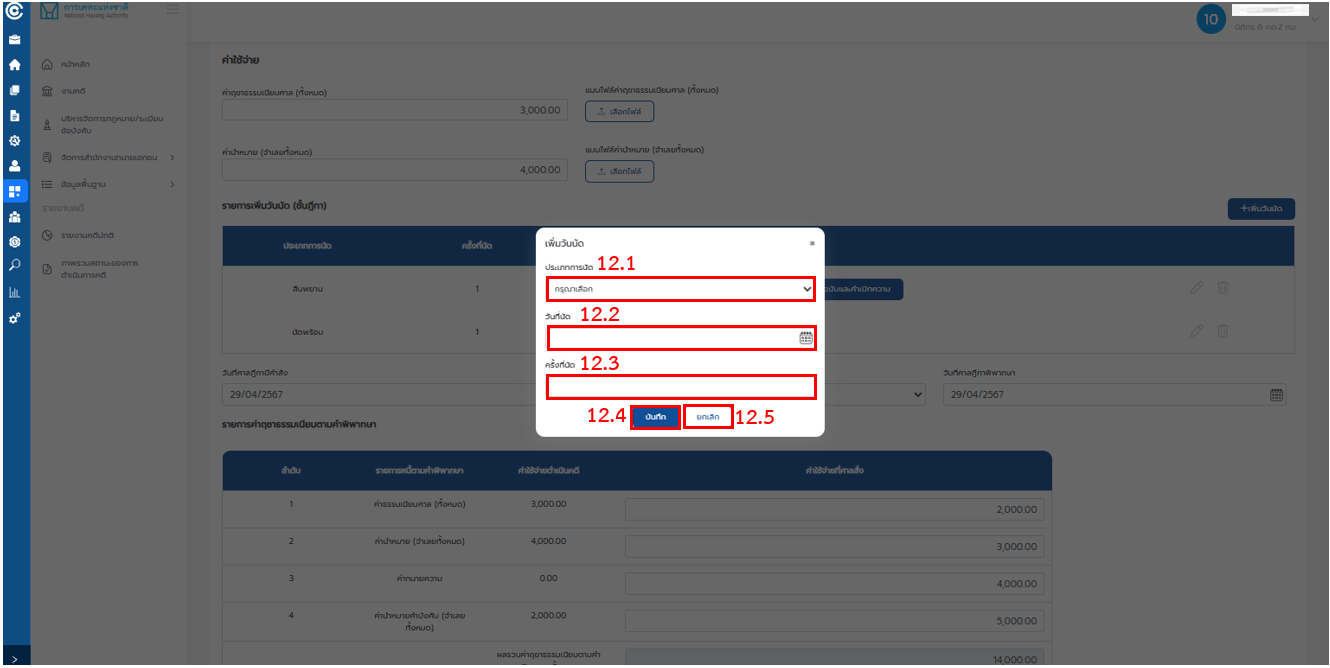 การเคหะแห่งชาติ
National Housing Authority
10
นิติกร 6 กด.2 กม.
หน้าหลัก
งานคดี
บริหารจัดการกฎหมาย/ระเบียบ
ข้อบังคับ
จัดการสำนักงานทนายเอกชน
ข้อมูลพื้นฐาน
รายงานคดี
รายงานคดีปกติ
ภาพรวมสถานะของการ
ดำเนินการคดี
ค่าใช้จ่าย
ค่าฤชาธรรมเนียมศาล (ทั้งหมด)
แนบไฟล์ค่าฤชาธรรมเนียมศาล (ทั้งหมด)
3,000.00
เลือกไฟล์
ค่านำหมาย (จำเลยทั้งหมด)
แนบไฟล์ค่านำหมาย (จำเลยทั้งหมด)
4,000.00
เลือกไฟล์
รายการเพิ่มวันนัด (ชั้นฎีกา)
+เพิ่มวันนัด
ประเภทการนัด
ครั้งที่นัด
สืบพยาน
1
นัดพร้อม
1
เพิ่มวันนัด
×
ประเภทการนัด 12.1
กรุณาเลือก
วันที่นัด 12.2
ครั้งที่นัด 12.3
12.4 บันทึก ยกเลิก 12.5
วันที่ศาลฎีกามีคำสั่ง
วันที่ศาลฎีกาพิพากษา
29/04/2567
29/04/2567
รายการค่าฤชาธรรมเนียมตามคำพิพากษา
ลำดับ
รายการหนี้ตามคำพิพากษา
ค่าใช้จ่ายดำเนินคดี
ค่าใช้จ่ายที่ศาลสั่ง
1
ค่าธรรมเนียมศาล (ทั้งหมด)
3,000.00
2,000.00
2
ค่านำหมาย (จำเลยทั้งหมด)
4,000.00
3,000.00
3
ค่าทนายความ
0.00
4,000.00
4
ค่านำหมายคำบังคับ (จำเลย
ทั้งหมด)
2,000.00
5,000.00
ผลรวมค่าฤชาธรรมเนียมตามคำ
14,000.00